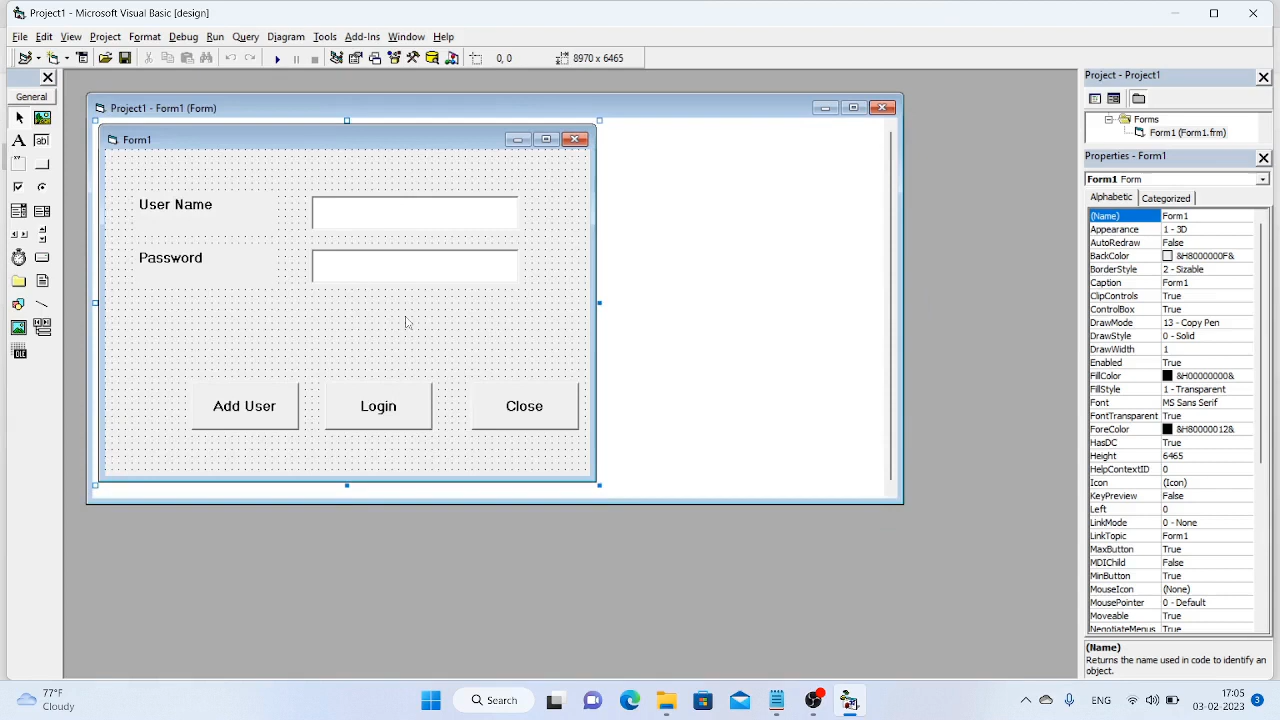 Project1 - Microsoft Visual Basic [design]
File Edit View Project Format Debug Run Query Diagram Tools Add-Ins Window Help
0, 0 8970 x 6465
General
Project1 - Form1 (Form)
Form1
User Name
Password
Add User Login Close
Project - Project1
Forms
Form1 (Form1.frm)
Properties - Form1
Form1 Form
Alphabetic Categorized
(Name) Form1
Appearance 1 - 3D
AutoRedraw False
BackColor &H8000000F&
BorderStyle 2 - Sizable
Caption Form1
ClipControls True
ControlBox True
DrawMode 13 - Copy Pen
DrawStyle 0 - Solid
DrawWidth 1
Enabled True
FillColor &H00000000&
FillStyle 1 - Transparent
Font MS Sans Serif
FontTransparent True
ForeColor &H80000012&
HasDC True
Height 6465
HelpContextID 0
Icon (Icon)
KeyPreview False
Left 0
LinkMode 0 - None
LinkTopic Form1
MaxButton True
MDIChild False
MinButton True
MouseIcon (None)
MousePointer 0 - Default
Moveable True
NegotiateMenus True
(Name)
Returns the name used in code to identify an
object.
77°F
Cloudy
Search
ENG
17:05
03-02-2023
3